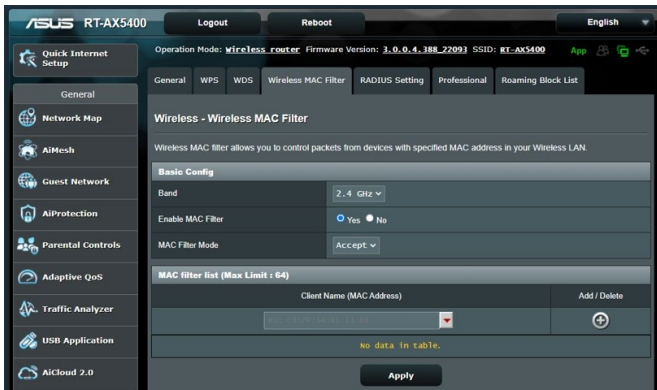 ASUS RT-AX5400 Logout Reboot English
Quick Internet Setup
Operation Mode: Wireless router Firmware Version: 3.0.0.4.388_22093 SSID: RT-AX5400 App
General WPS WDS Wireless MAC Filter RADIUS Setting Professional Roaming Block List
General
Network Map
AiMesh
Guest Network
AiProtection
Parental Controls
Adaptive QoS
Traffic Analyzer
USB Application
AiCloud 2.0
Wireless - Wireless MAC Filter
Wireless MAC filter allows you to control packets from devices with specified MAC address in your Wireless LAN.
Basic Config
Band 2.4 GHz
Enable MAC Filter Yes No
MAC Filter Mode Accept
MAC filter list (Max Limit : 64)
Client Name (MAC Address) Add / Delete
No data in table.
Apply